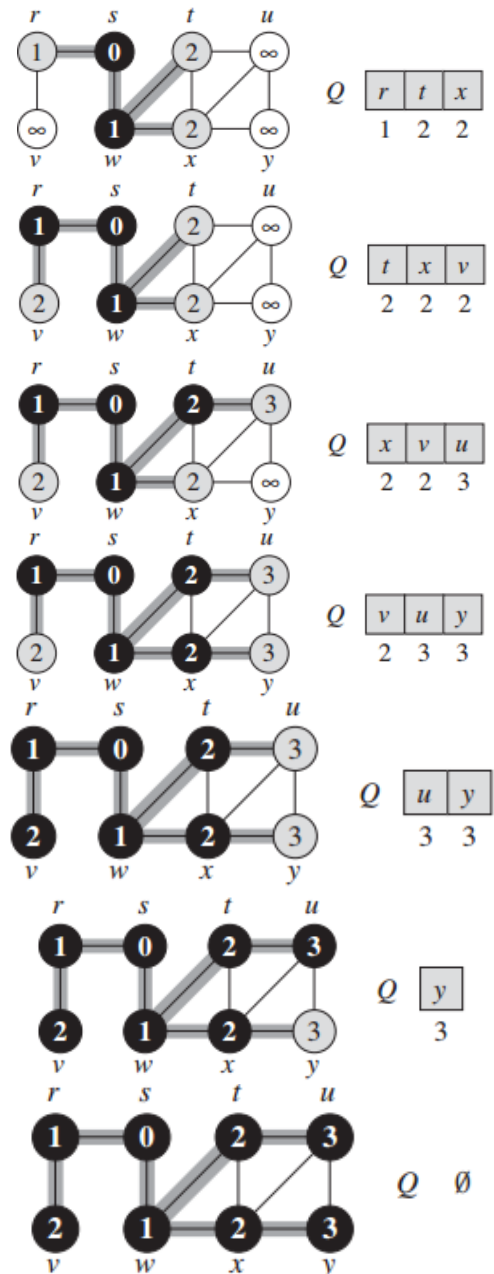 r s t u
1 0 2 ∞ Q r t x
∞ 1 2 ∞ 1 2 2
v w x y
r s t u
1 0 2 ∞ Q t x v
2 1 2 ∞ 2 2 2
v w x y
r s t u
1 0 2 3 Q x v u
2 1 2 ∞ 2 2 3
v w x y
r s t u
1 0 2 3 Q v u y
2 1 2 3 2 3 3
v w x y
r s t u
1 0 2 3 Q u y
2 1 2 3 3 3
v w x y
r s t u
1 0 2 3 Q y
2 1 2 3 3
v w x y
r s t u
1 0 2 3 Q ∅
2 1 2 3
v w x y